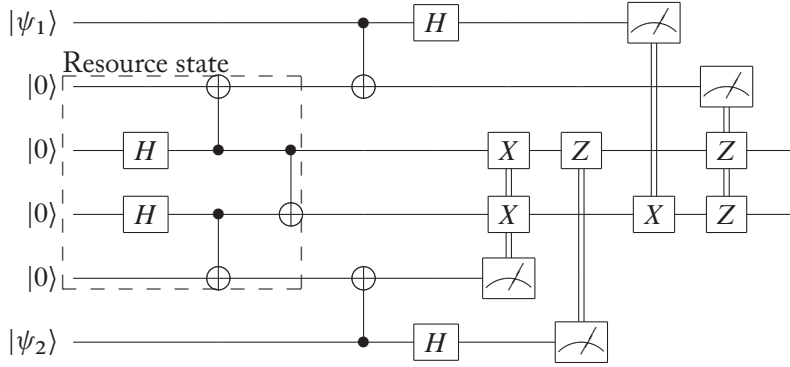 |ψ₁⟩ H
Resource state
|0⟩
|0⟩ H X Z Z
|0⟩ H X X Z
|0⟩
|ψ₂⟩ H